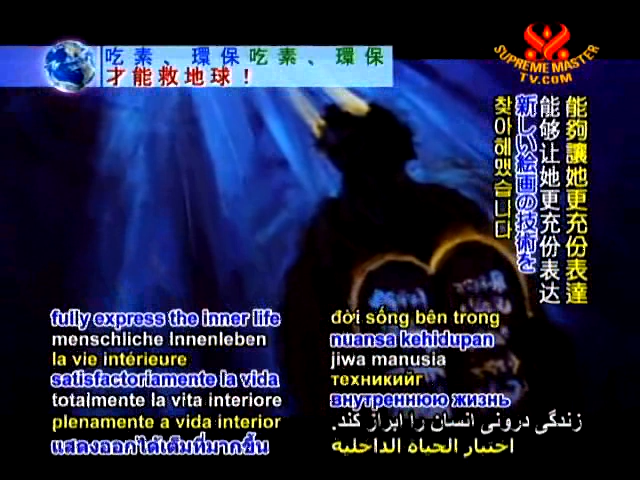 吃素、環保吃素、環保
才能救地球！
SUPREME MASTER
TV.COM
能夠讓她更充份表達
能够让她更充份表达
新しい絵画の技術を
찾아헤맸습니다
fully express the inner life
menschliche Innenleben
la vie intérieure
satisfactoriamente la vida
totalmente la vita interiore
plenamente a vida interior
แสดงออกได้เต็มที่มากขึ้น
đời sống bên trong
nuansa kehidupan
jiwa manusia
техникийг
внутреннюю жизнь
زندگی درونی انسان را ابراز کند.
اختبار الحياة الداخلية